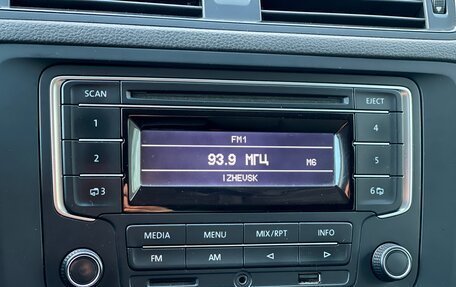 SCAN
EJECT
1
4
FM1
93.9 МГЦ M6
2
5
IZHEVSK
3
6
MEDIA MENU MIX/RPT INFO
FM AM